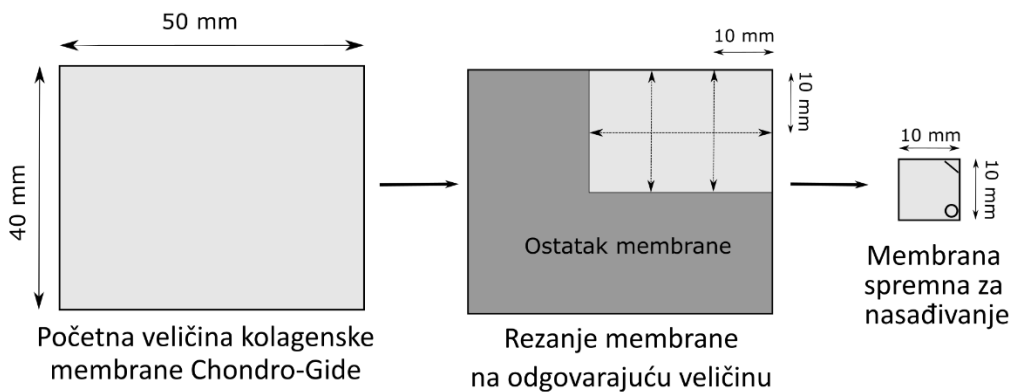 50 mm
40 mm
Početna veličina kolagenske
membrane Chondro-Gide
10 mm
10 mm
Ostatak membrane
Rezanje membrane
na odgovarajuću veličinu
10 mm
10 mm
Membrana
spremna za
nasađivanje